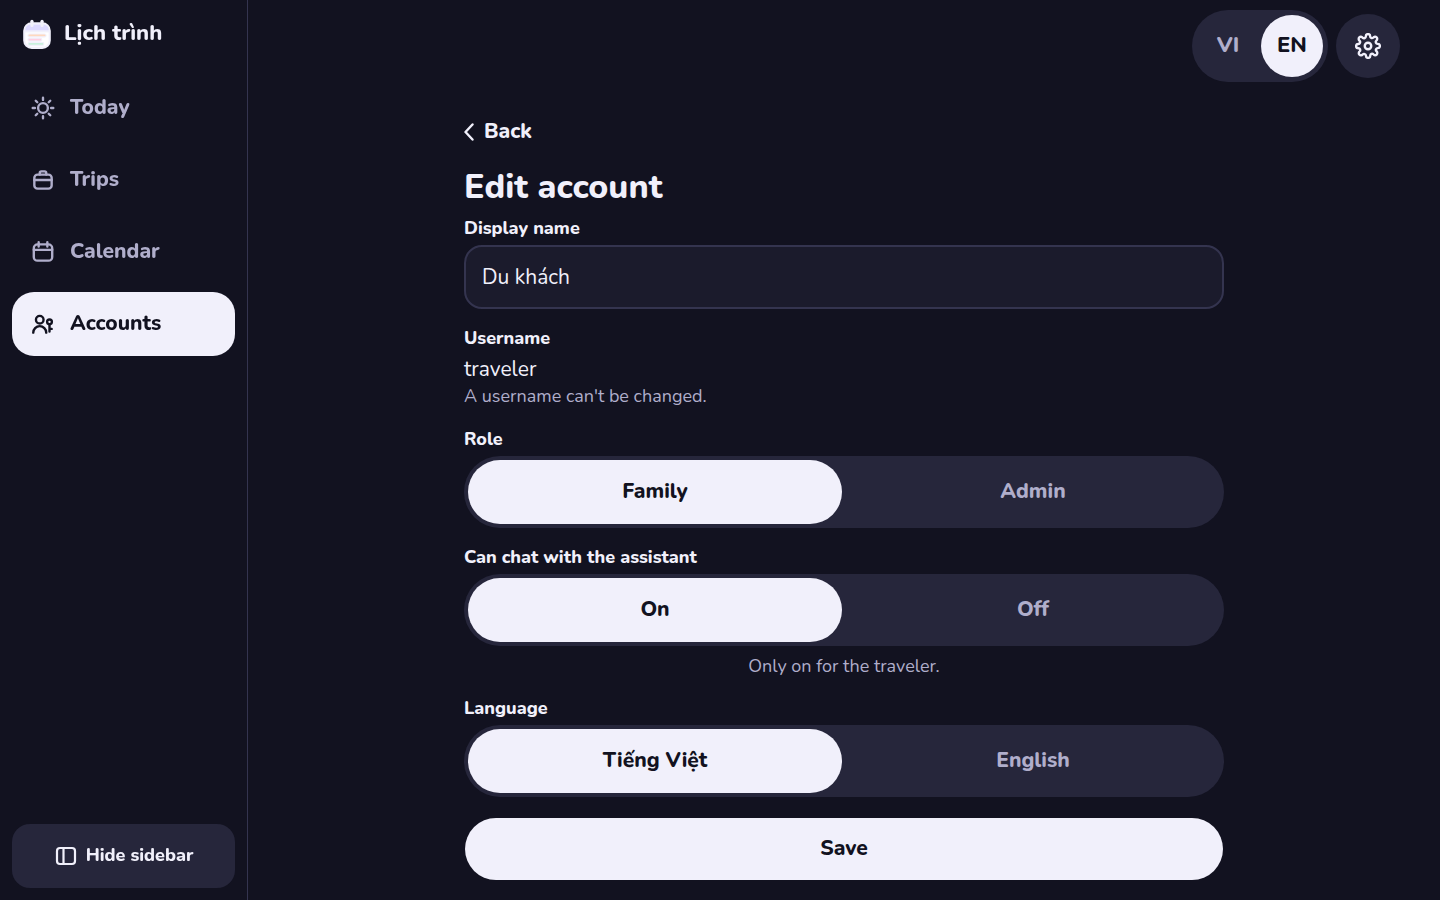 Lịch trình
Today
Trips
Calendar
Accounts
Hide sidebar
VI
EN
Back
Edit account
Display name
Du khách
Username
traveler
A username can't be changed.
Role
Family
Admin
Can chat with the assistant
On
Off
Only on for the traveler.
Language
Tiếng Việt
English
Save